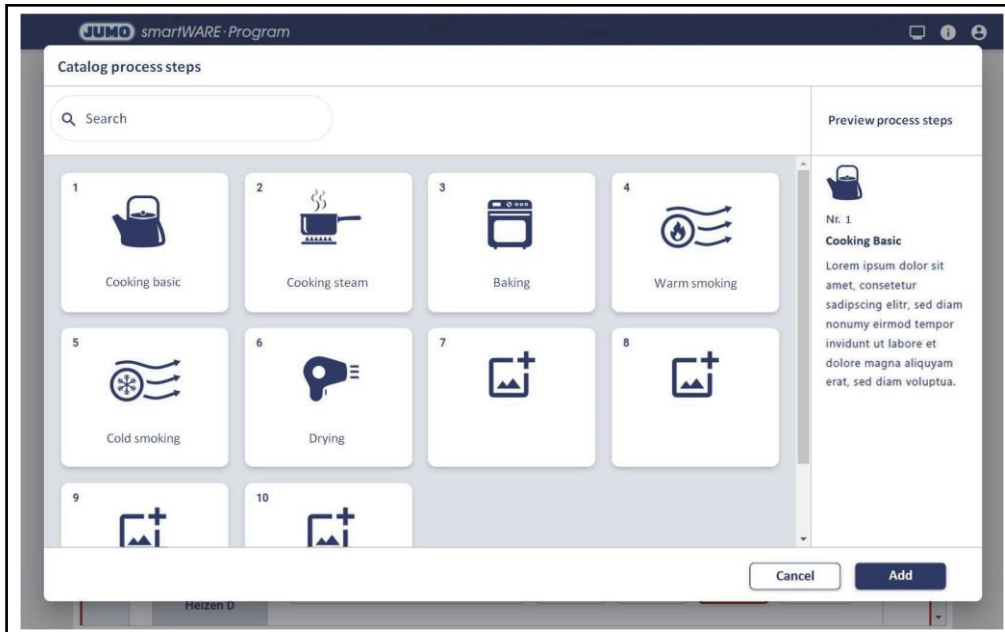 JUMO smartWARE·Program
Catalog process steps
Search
Preview process steps
1
Cooking basic
2
Cooking steam
3
Baking
4
Warm smoking
5
Cold smoking
6
Drying
7
8
9
10
Nr. 1
Cooking Basic
Lorem ipsum dolor sit
amet, consetetur
sadipscing elitr, sed diam
nonumy eirmod tempor
invidunt ut labore et
dolore magna aliquyam
erat, sed diam voluptua.
Cancel
Add
Heizen D